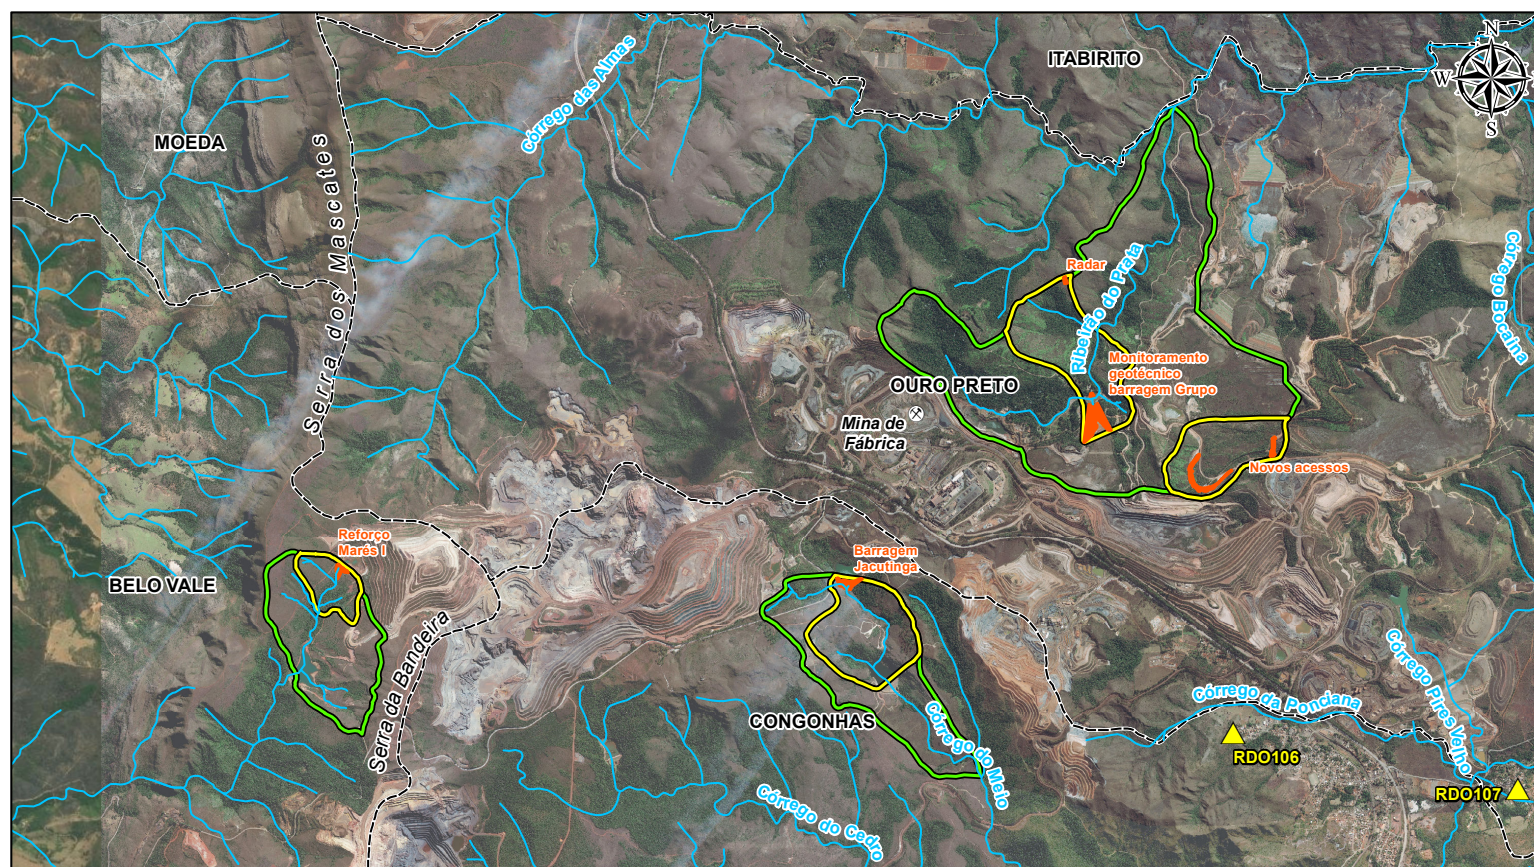 N
W
S
ITABIRITO
Córrego das Almas
MOEDA
Serra dos Mascates
córrego Bocaina
Radar
Ribeirão do Prata
Monitoramento
geotécnico
barragem Grupo
OURO PRETO
Mina de
Fábrica
Novos acessos
Reforço
Marés I
Barragem
Jacutinga
BELO VALE
Serra da Bandeira
CONGONHAS
Córrego do Meio
Córrego do Cedro
Córrego da Ponciana
Córrego Pires Velho
RDO106
RDO107